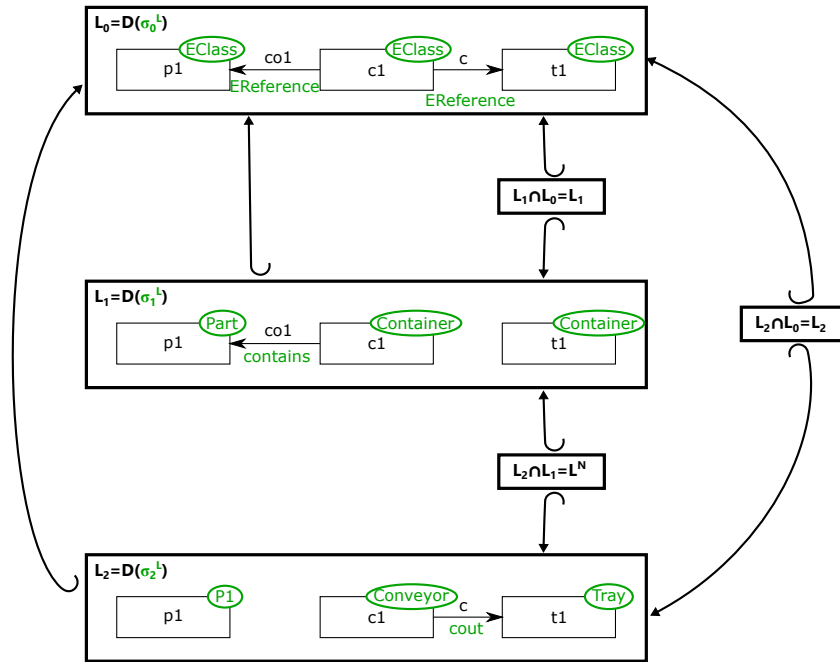 L₀=D(σ₀ᴸ)
EClass EClass EClass
p1 co1 c1 c t1
EReference EReference
L₁∩L₀=L₁
L₁=D(σ₁ᴸ)
Part Container Container
p1 co1 c1 t1
contains
L₂∩L₀=L₂
L₂∩L₁=Lᴺ
L₂=D(σ₂ᴸ)
P1 Conveyor Tray
p1 c1 c t1
cout